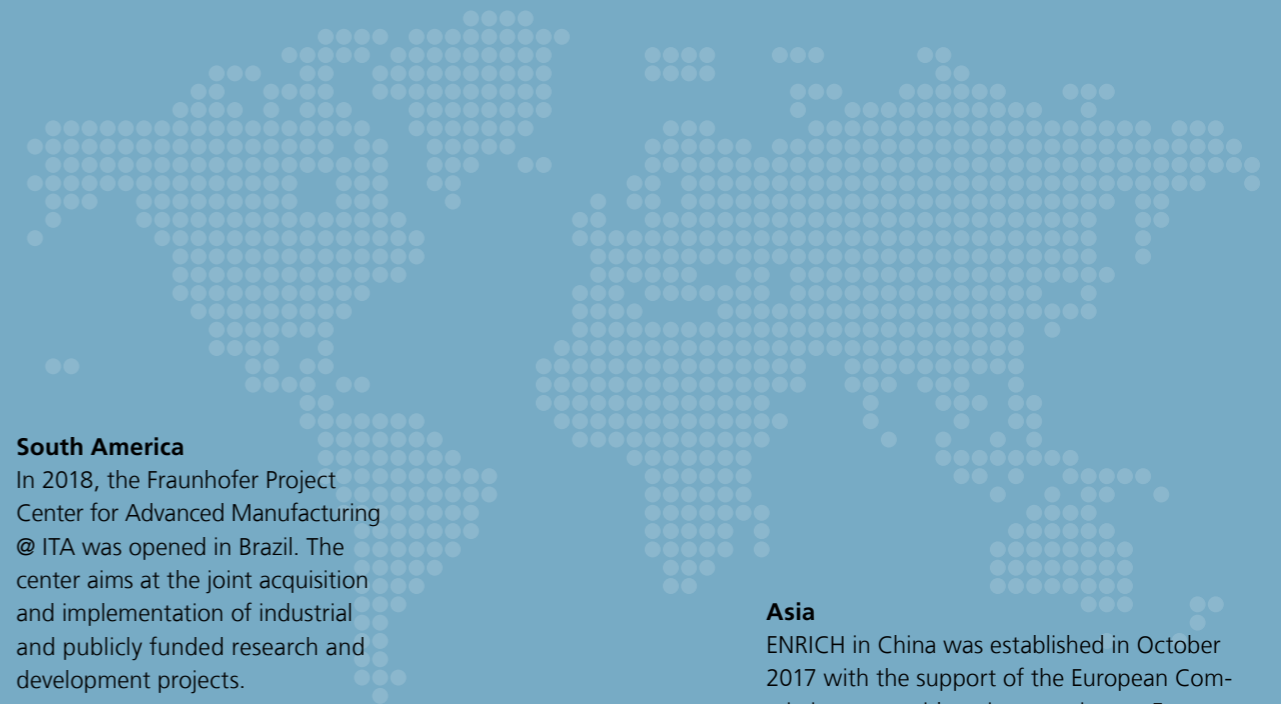 South America
In 2018, the Fraunhofer Project
Center for Advanced Manufacturing
@ ITA was opened in Brazil. The
center aims at the joint acquisition
and implementation of industrial
and publicly funded research and
development projects.
Asia
ENRICH in China was established in October
2017 with the support of the European Com-